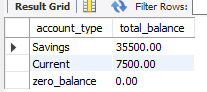 Result Grid Filter Rows:
account_type total_balance
Savings 35500.00
Current 7500.00
zero_balance 0.00